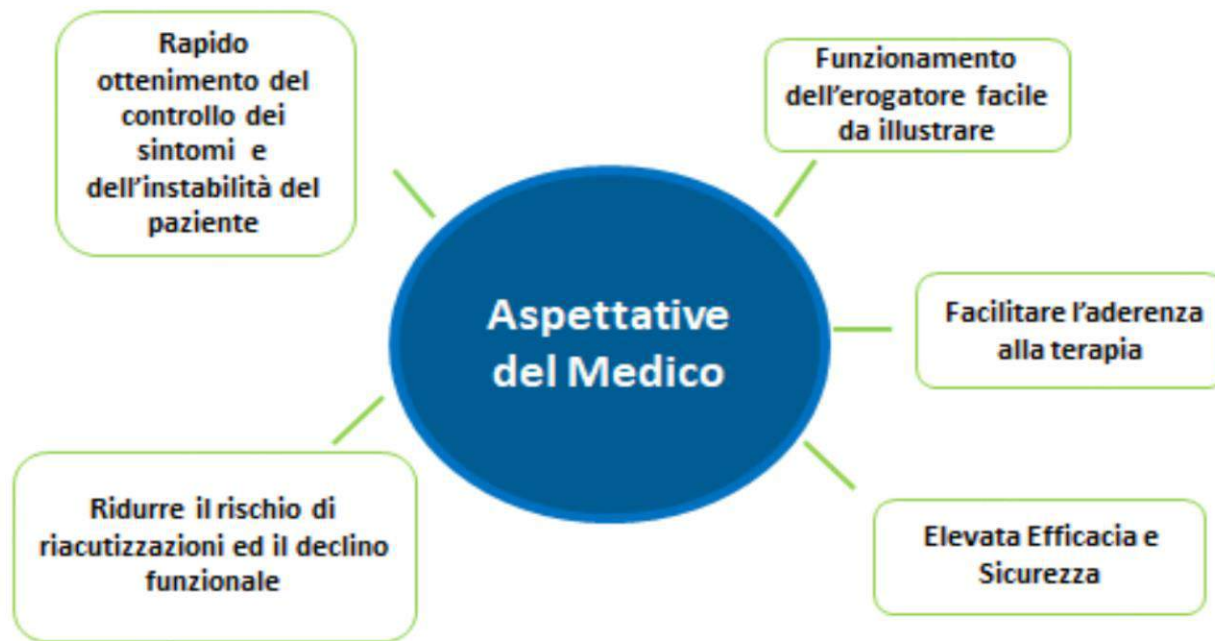 Rapido
ottenimento del
controllo dei
sintomi e
dell'instabilità del
paziente
Funzionamento
dell'erogatore facile
da illustrare
Aspettative
del Medico
Facilitare l'aderenza
alla terapia
Ridurre il rischio di
riacutizzazioni ed il declino
funzionale
Elevata Efficacia e
Sicurezza